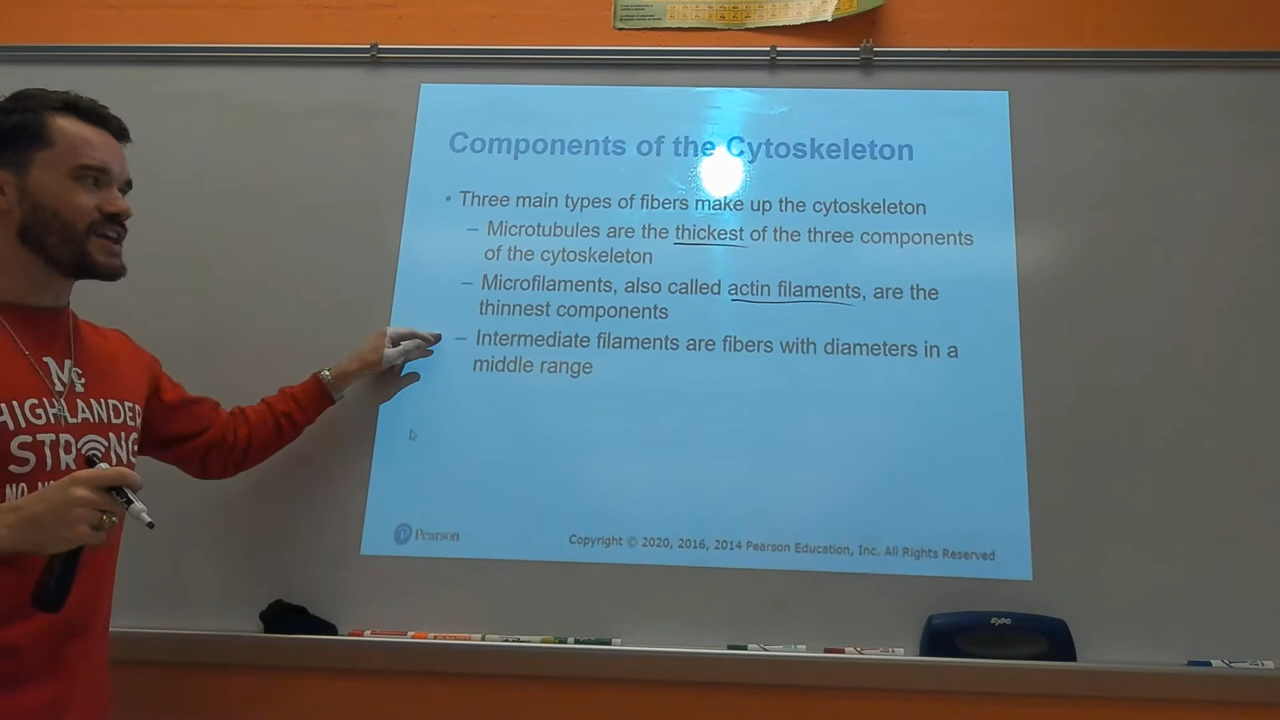 Components of the Cytoskeleton
• Three main types of fibers make up the cytoskeleton
– Microtubules are the thickest of the three components
of the cytoskeleton
– Microfilaments, also called actin filaments, are the
thinnest components
– Intermediate filaments are fibers with diameters in a
middle range
Mc
HIGHLANDER
STRONG
NO
P Pearson
Copyright © 2020, 2016, 2014 Pearson Education, Inc. All Rights Reserved
EXPO